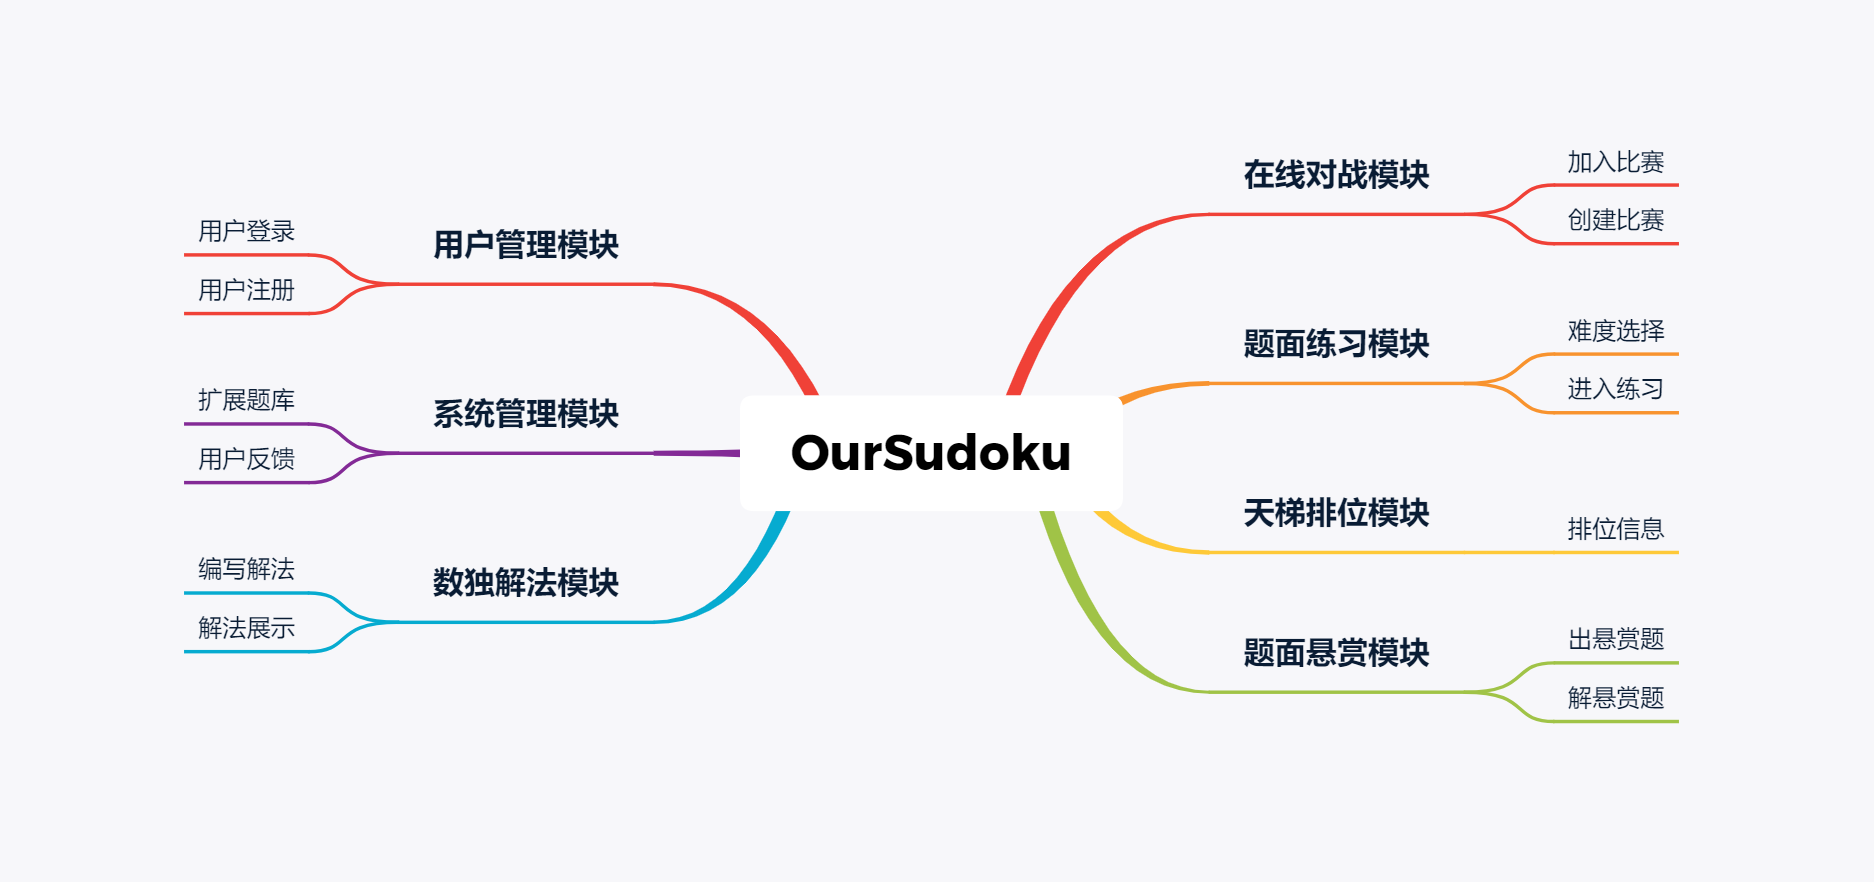 OurSudoku
用户管理模块
用户登录
用户注册
系统管理模块
扩展题库
用户反馈
数独解法模块
编写解法
解法展示
在线对战模块
加入比赛
创建比赛
题面练习模块
难度选择
进入练习
天梯排位模块
排位信息
题面悬赏模块
出悬赏题
解悬赏题